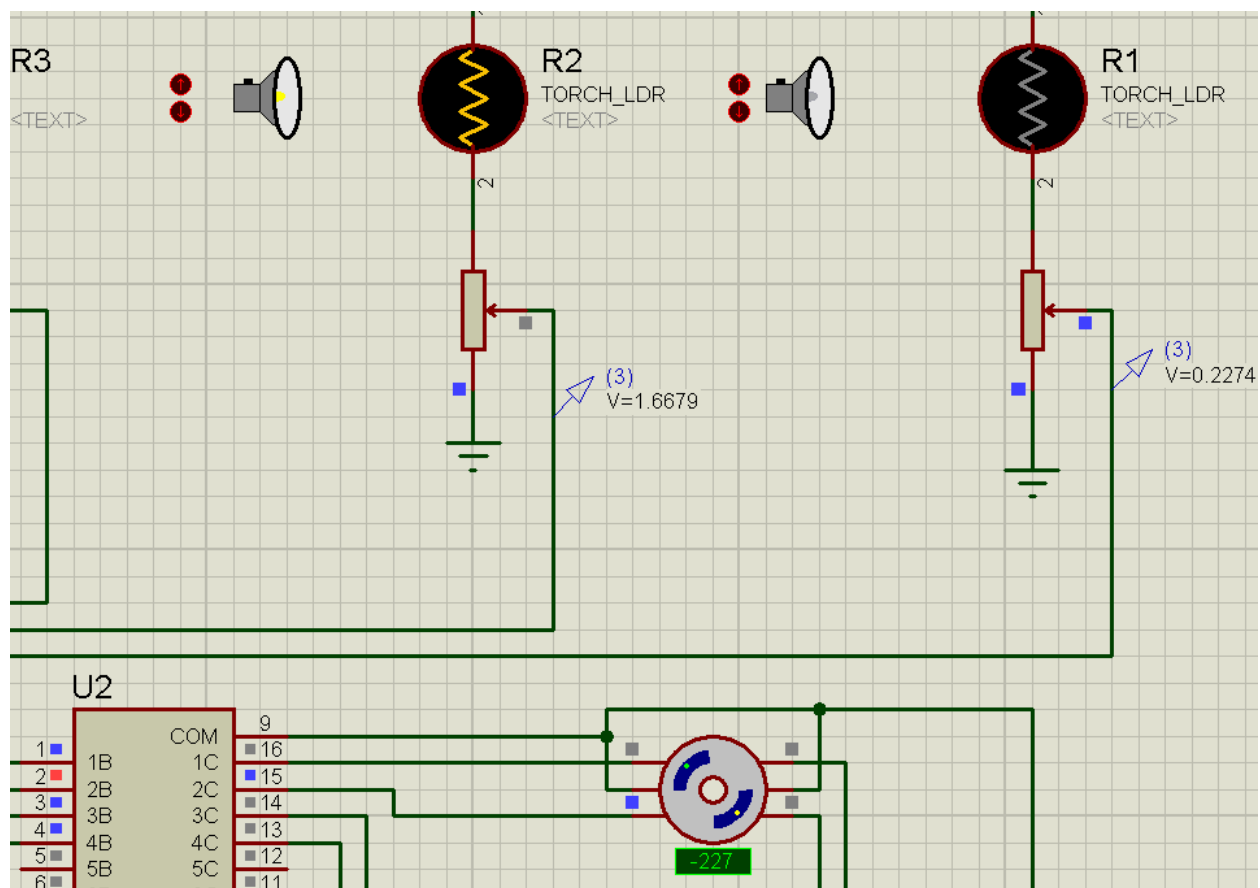 R3
<TEXT>
R2
TORCH_LDR
<TEXT>
R1
TORCH_LDR
<TEXT>
2
2
(3)
V=1.6679
(3)
V=0.2274
U2
COM
9
1
1B
1C
16
2
2B
2C
15
3
3B
3C
14
4
4B
4C
13
5
5B
5C
12
6
11
-227